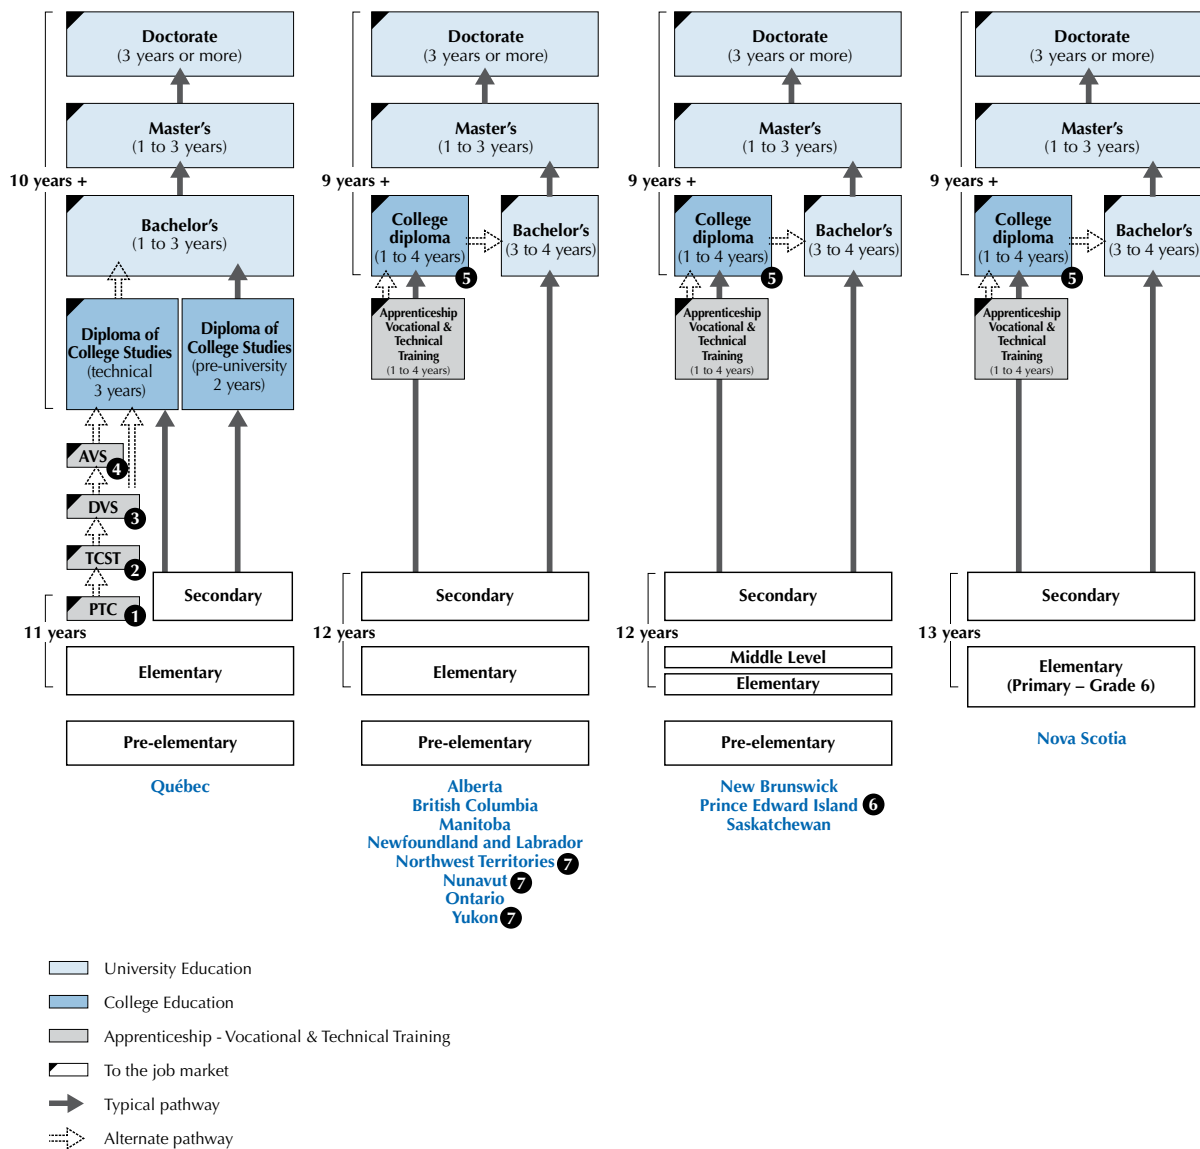 Doctorate
(3 years or more)
Master's
(1 to 3 years)
10 years +
Bachelor's
(1 to 3 years)
Diploma of
College Studies
(technical
3 years)
Diploma of
College Studies
(pre-university
2 years)
AVS
4
DVS
3
TCST
2
PTC
1
Secondary
11 years
Elementary
Pre-elementary
Québec
Doctorate
(3 years or more)
Master's
(1 to 3 years)
9 years +
College
diploma
(1 to 4 years)
5
Bachelor's
(3 to 4 years)
Apprenticeship
Vocational &
Technical
Training
(1 to 4 years)
Secondary
12 years
Elementary
Pre-elementary
Alberta
British Columbia
Manitoba
Newfoundland and Labrador
Northwest Territories 7
Nunavut 7
Ontario
Yukon 7
Doctorate
(3 years or more)
Master's
(1 to 3 years)
9 years +
College
diploma
(1 to 4 years)
5
Bachelor's
(3 to 4 years)
Apprenticeship
Vocational &
Technical
Training
(1 to 4 years)
Secondary
12 years
Middle Level
Elementary
Pre-elementary
New Brunswick
Prince Edward Island 6
Saskatchewan
Doctorate
(3 years or more)
Master's
(1 to 3 years)
9 years +
College
diploma
(1 to 4 years)
5
Bachelor's
(3 to 4 years)
Apprenticeship
Vocational &
Technical
Training
(1 to 4 years)
Secondary
13 years
Elementary
(Primary – Grade 6)
Nova Scotia
University Education
College Education
Apprenticeship - Vocational & Technical Training
To the job market
Typical pathway
Alternate pathway